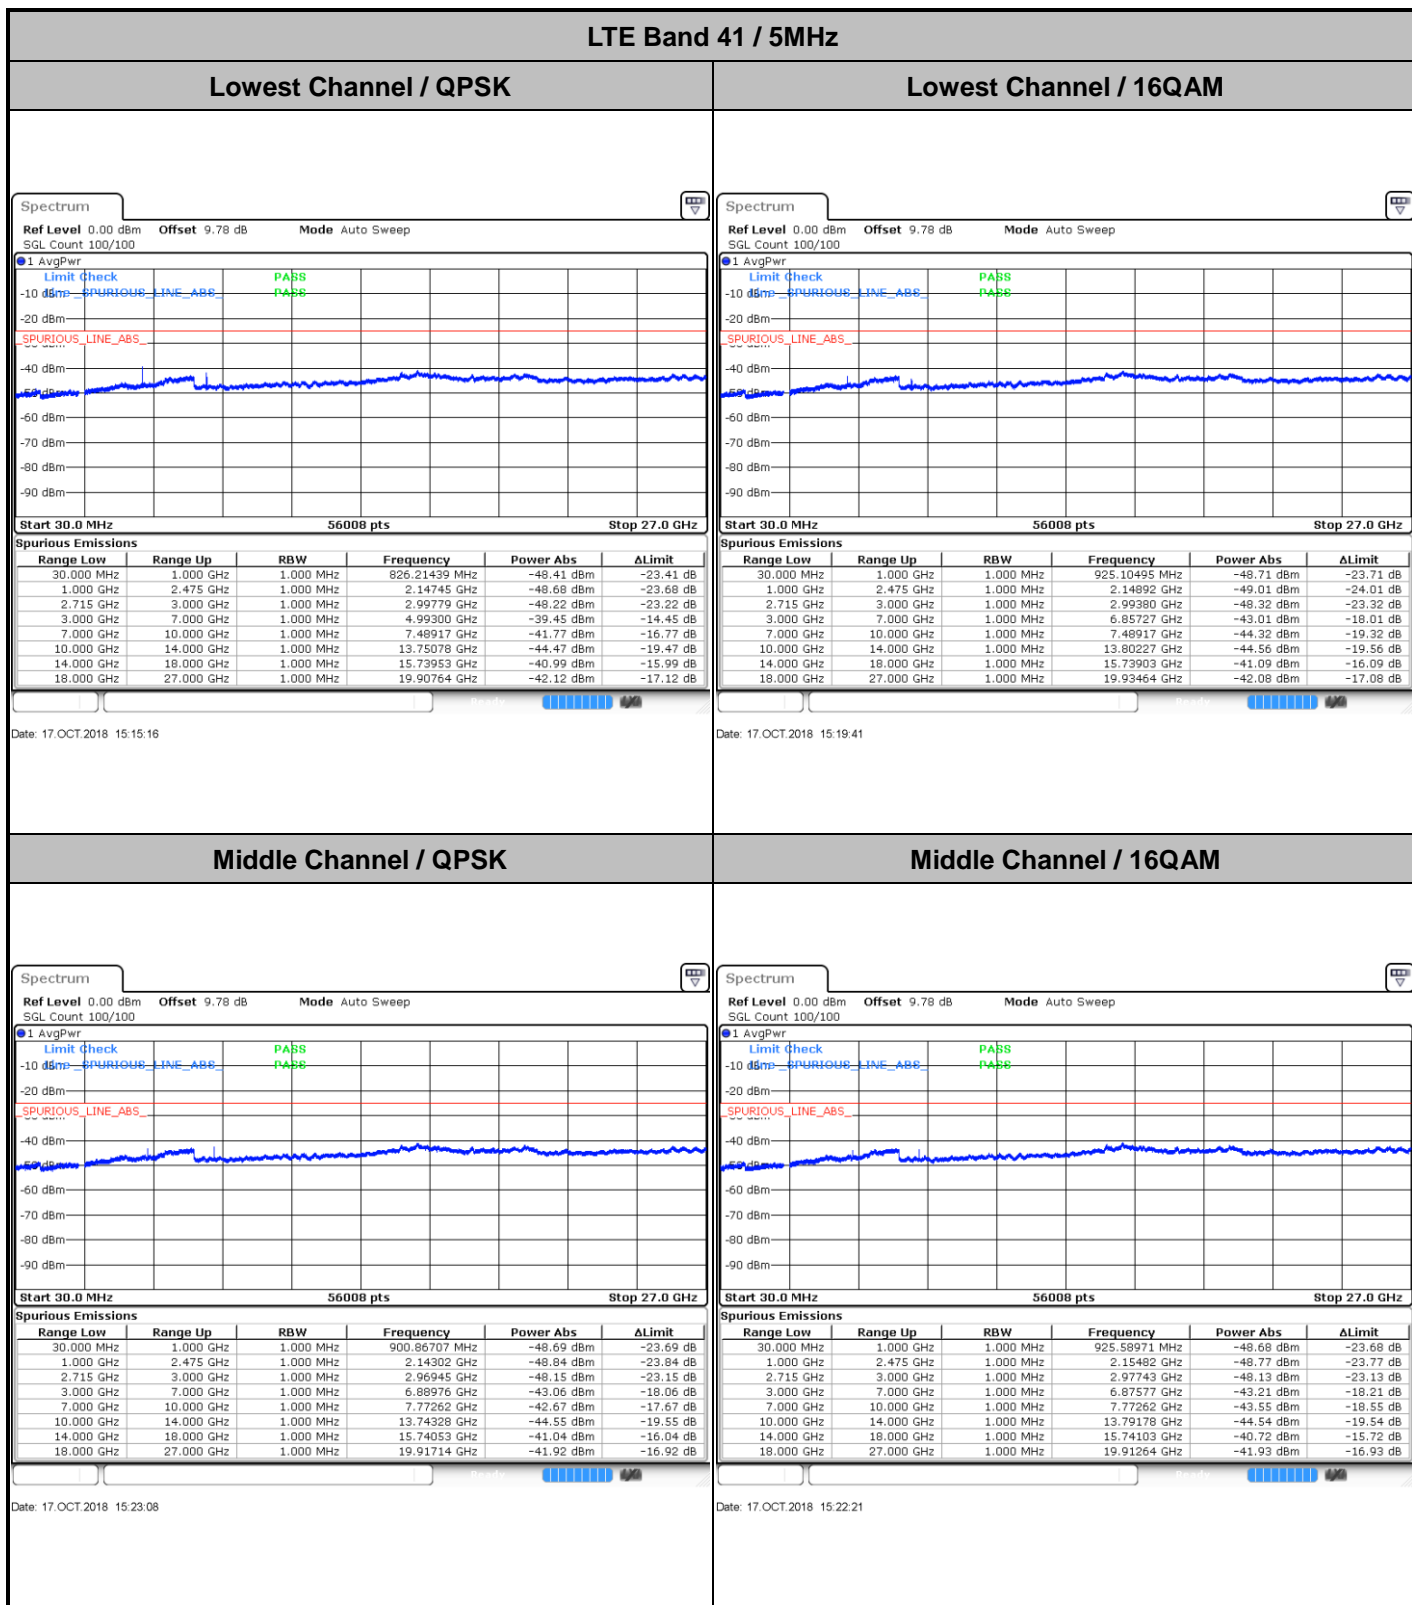 LTE Band 41 / 5MHz
Lowest Channel / QPSK
Lowest Channel / 16QAM
Spectrum
Ref Level 0.00 dBm Offset 9.78 dB Mode Auto Sweep
SGL Count 100/100
1 AvgPwr
Limit Check PASS
Line _SPURIOUS_LINE_ABS_ PASS
-10 dBm
-20 dBm
_SPURIOUS_LINE_ABS_
-40 dBm
-50 dBm
-60 dBm
-70 dBm
-80 dBm
-90 dBm
Start 30.0 MHz 56008 pts Stop 27.0 GHz
Spurious Emissions
Range Low Range Up RBW Frequency Power Abs ΔLimit
30.000 MHz 1.000 GHz 1.000 MHz 826.21439 MHz -48.41 dBm -23.41 dB
1.000 GHz 2.475 GHz 1.000 MHz 2.14745 GHz -48.68 dBm -23.68 dB
2.715 GHz 3.000 GHz 1.000 MHz 2.99779 GHz -48.22 dBm -23.22 dB
3.000 GHz 7.000 GHz 1.000 MHz 4.99300 GHz -39.45 dBm -14.45 dB
7.000 GHz 10.000 GHz 1.000 MHz 7.48917 GHz -41.77 dBm -16.77 dB
10.000 GHz 14.000 GHz 1.000 MHz 13.75078 GHz -44.47 dBm -19.47 dB
14.000 GHz 18.000 GHz 1.000 MHz 15.73953 GHz -40.99 dBm -15.99 dB
18.000 GHz 27.000 GHz 1.000 MHz 19.90764 GHz -42.12 dBm -17.12 dB
Ready
Date: 17.OCT.2018 15:15:16
Spectrum
Ref Level 0.00 dBm Offset 9.78 dB Mode Auto Sweep
SGL Count 100/100
1 AvgPwr
Limit Check PASS
Line _SPURIOUS_LINE_ABS_ PASS
-10 dBm
-20 dBm
_SPURIOUS_LINE_ABS_
-40 dBm
-50 dBm
-60 dBm
-70 dBm
-80 dBm
-90 dBm
Start 30.0 MHz 56008 pts Stop 27.0 GHz
Spurious Emissions
Range Low Range Up RBW Frequency Power Abs ΔLimit
30.000 MHz 1.000 GHz 1.000 MHz 925.10495 MHz -48.71 dBm -23.71 dB
1.000 GHz 2.475 GHz 1.000 MHz 2.14892 GHz -49.01 dBm -24.01 dB
2.715 GHz 3.000 GHz 1.000 MHz 2.99380 GHz -48.32 dBm -23.32 dB
3.000 GHz 7.000 GHz 1.000 MHz 6.85727 GHz -43.01 dBm -18.01 dB
7.000 GHz 10.000 GHz 1.000 MHz 7.48917 GHz -44.32 dBm -19.32 dB
10.000 GHz 14.000 GHz 1.000 MHz 13.80227 GHz -44.56 dBm -19.56 dB
14.000 GHz 18.000 GHz 1.000 MHz 15.73903 GHz -41.09 dBm -16.09 dB
18.000 GHz 27.000 GHz 1.000 MHz 19.93464 GHz -42.08 dBm -17.08 dB
Ready
Date: 17.OCT.2018 15:19:41
Middle Channel / QPSK
Middle Channel / 16QAM
Spectrum
Ref Level 0.00 dBm Offset 9.78 dB Mode Auto Sweep
SGL Count 100/100
1 AvgPwr
Limit Check PASS
Line _SPURIOUS_LINE_ABS_ PASS
-10 dBm
-20 dBm
_SPURIOUS_LINE_ABS_
-40 dBm
-50 dBm
-60 dBm
-70 dBm
-80 dBm
-90 dBm
Start 30.0 MHz 56008 pts Stop 27.0 GHz
Spurious Emissions
Range Low Range Up RBW Frequency Power Abs ΔLimit
30.000 MHz 1.000 GHz 1.000 MHz 900.86707 MHz -48.69 dBm -23.69 dB
1.000 GHz 2.475 GHz 1.000 MHz 2.14302 GHz -48.84 dBm -23.84 dB
2.715 GHz 3.000 GHz 1.000 MHz 2.96945 GHz -48.15 dBm -23.15 dB
3.000 GHz 7.000 GHz 1.000 MHz 6.88976 GHz -43.06 dBm -18.06 dB
7.000 GHz 10.000 GHz 1.000 MHz 7.77262 GHz -42.67 dBm -17.67 dB
10.000 GHz 14.000 GHz 1.000 MHz 13.74328 GHz -44.55 dBm -19.55 dB
14.000 GHz 18.000 GHz 1.000 MHz 15.74053 GHz -41.04 dBm -16.04 dB
18.000 GHz 27.000 GHz 1.000 MHz 19.91714 GHz -41.92 dBm -16.92 dB
Ready
Date: 17.OCT.2018 15:23:08
Spectrum
Ref Level 0.00 dBm Offset 9.78 dB Mode Auto Sweep
SGL Count 100/100
1 AvgPwr
Limit Check PASS
Line _SPURIOUS_LINE_ABS_ PASS
-10 dBm
-20 dBm
_SPURIOUS_LINE_ABS_
-40 dBm
-50 dBm
-60 dBm
-70 dBm
-80 dBm
-90 dBm
Start 30.0 MHz 56008 pts Stop 27.0 GHz
Spurious Emissions
Range Low Range Up RBW Frequency Power Abs ΔLimit
30.000 MHz 1.000 GHz 1.000 MHz 925.58971 MHz -48.68 dBm -23.68 dB
1.000 GHz 2.475 GHz 1.000 MHz 2.15482 GHz -48.77 dBm -23.77 dB
2.715 GHz 3.000 GHz 1.000 MHz 2.97743 GHz -48.13 dBm -23.13 dB
3.000 GHz 7.000 GHz 1.000 MHz 6.87577 GHz -43.21 dBm -18.21 dB
7.000 GHz 10.000 GHz 1.000 MHz 7.77262 GHz -43.55 dBm -18.55 dB
10.000 GHz 14.000 GHz 1.000 MHz 13.79178 GHz -44.54 dBm -19.54 dB
14.000 GHz 18.000 GHz 1.000 MHz 15.74103 GHz -40.72 dBm -15.72 dB
18.000 GHz 27.000 GHz 1.000 MHz 19.91264 GHz -41.93 dBm -16.93 dB
Ready
Date: 17.OCT.2018 15:22:21